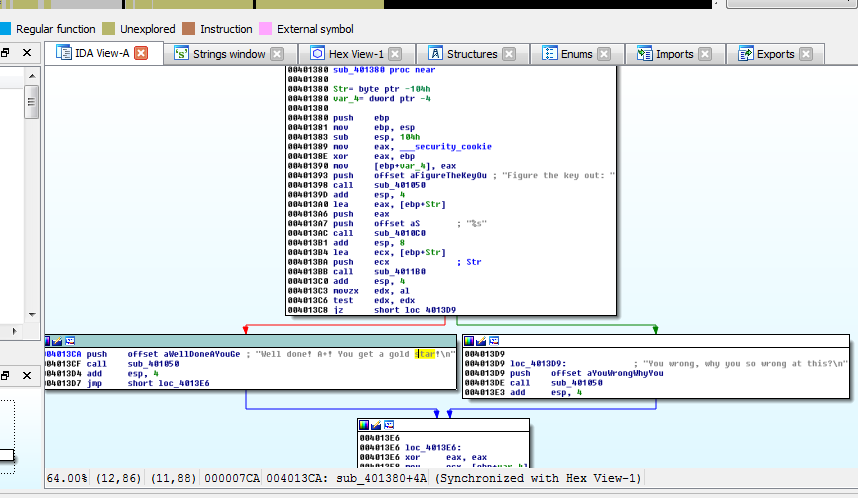 Regular function Unexplored Instruction External symbol
IDA View-A Strings window Hex View-1 Structures Enums Imports Exports
00401380 sub_401380 proc near
00401380
00401380 Str= byte ptr -104h
00401380 var_4= dword ptr -4
00401380
00401380 push ebp
00401381 mov ebp, esp
00401383 sub esp, 104h
00401389 mov eax, ___security_cookie
0040138E xor eax, ebp
00401390 mov [ebp+var_4], eax
00401393 push offset aFigureTheKeyOu ; "Figure the key out: "
00401398 call sub_401050
0040139D add esp, 4
004013A0 lea eax, [ebp+Str]
004013A6 push eax
004013A7 push offset aS ; "%s"
004013AC call sub_4010C0
004013B1 add esp, 8
004013B4 lea ecx, [ebp+Str]
004013BA push ecx ; Str
004013BB call sub_4011B0
004013C0 add esp, 4
004013C3 movzx edx, al
004013C6 test edx, edx
004013C8 jz short loc_4013D9
004013CA push offset aWellDoneAYouGe ; "Well done! A+! You get a gold star!\n"
004013CF call sub_401050
004013D4 add esp, 4
004013D7 jmp short loc_4013E6
004013D9
004013D9 loc_4013D9: ; "You wrong, why you so wrong at this?\n"
004013D9 push offset aYouWrongWhyYou
004013DE call sub_401050
004013E3 add esp, 4
004013E6
004013E6 loc_4013E6:
004013E6 xor eax, eax
004013E8 mov ecx, [ebp+var_4]
64.00% (12,86) (11,88) 000007CA 004013CA: sub_401380+4A (Synchronized with Hex View-1)